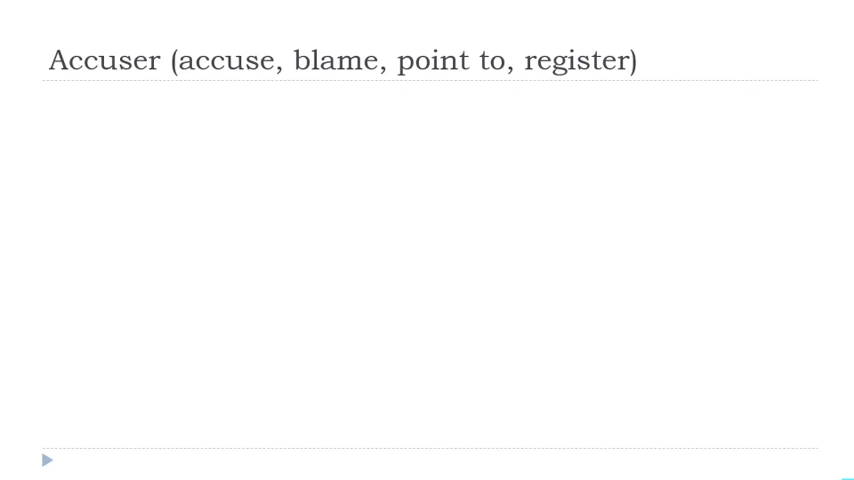 Accuser (accuse, blame, point to, register)